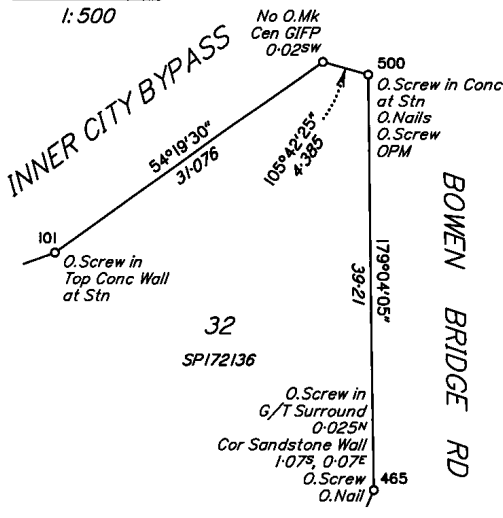 1:500
No O.Mk
Cen GIFP
0·02SW
INNER CITY BYPASS
500
O.Screw in Conc
at Stn
O.Nails
O.Screw
OPM
54°19'30"
31·076
105°42'25"
4·385
101
O.Screw in
Top Conc Wall
at Stn
BOWEN BRIDGE RD
179°04'05"
39·21
32
SP172136
O.Screw in
G/T Surround
0·025N
Cor Sandstone Wall
1·07S, 0·07E
O.Screw
O.Nail
465